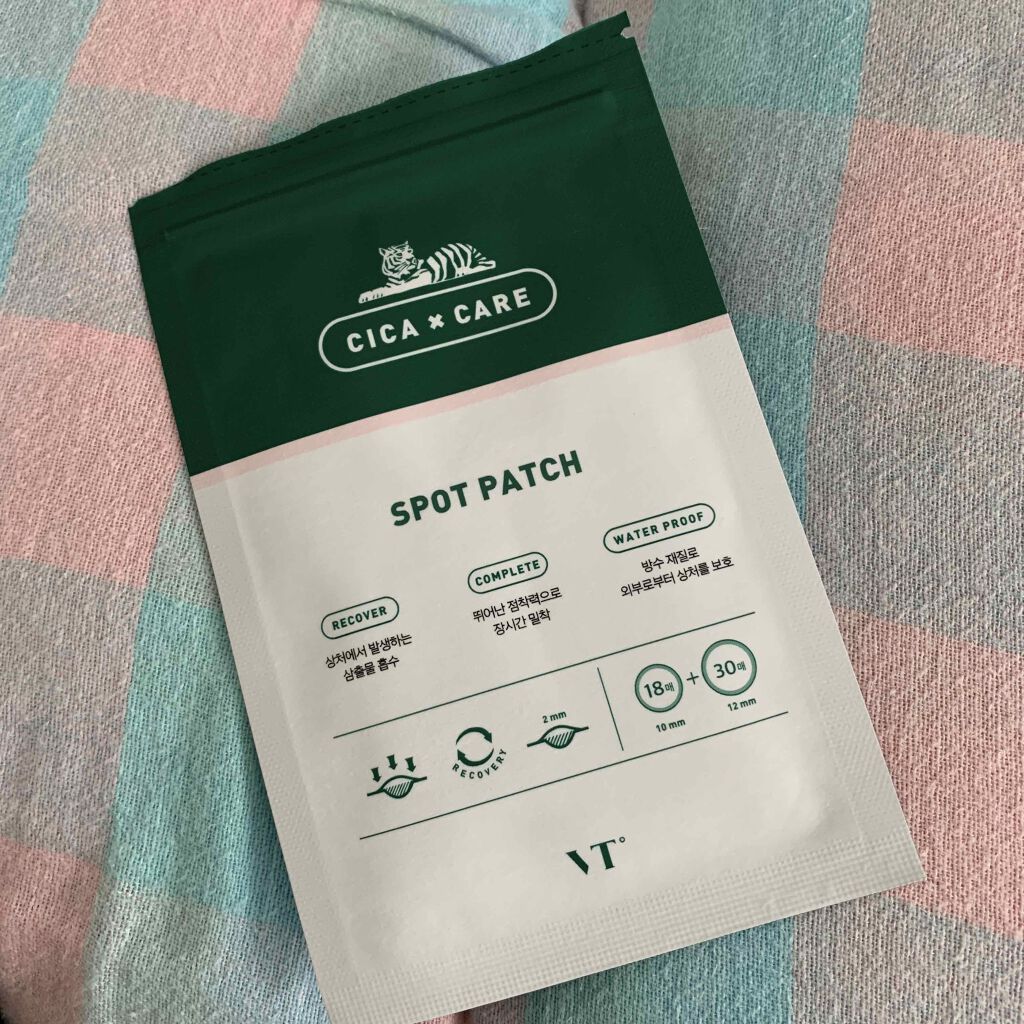 CICA × CARE
SPOT PATCH
RECOVER
상처에서 발생하는
삼출물 흡수
COMPLETE
뛰어난 점착력으로
장시간 밀착
WATER PROOF
방수 재질로
외부로부터 상처를 보호
RECOVERY
2 mm
18매 + 30매
10 mm 12 mm
VT°